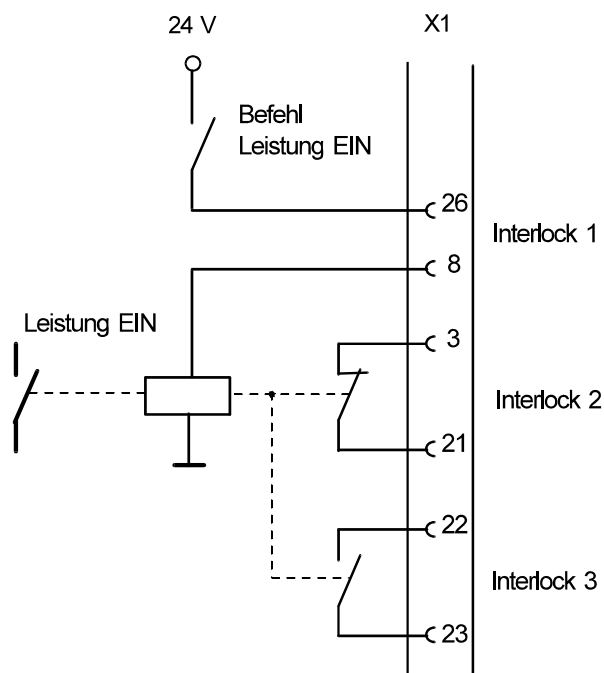 24 V
X1
Befehl
Leistung EIN
26
Interlock 1
8
Leistung EIN
3
Interlock 2
21
22
Interlock 3
23